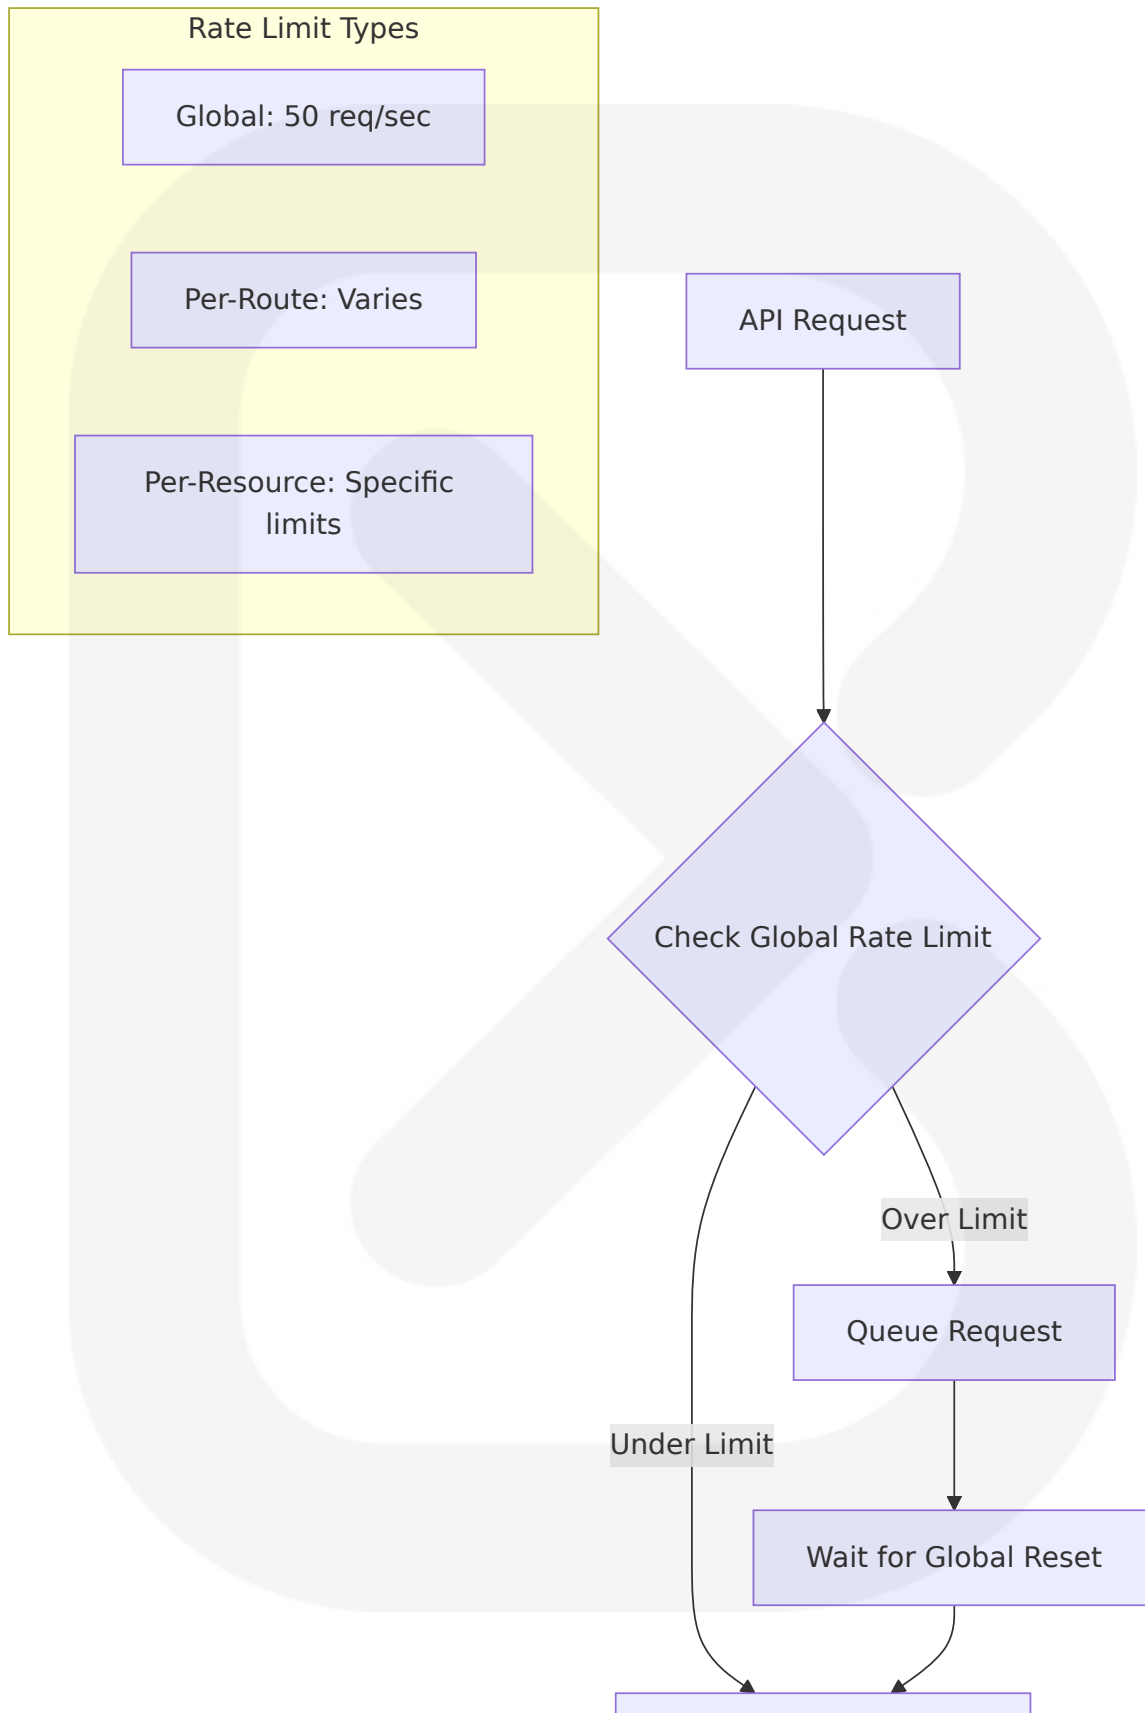 Rate Limit Types
Global: 50 req/sec
Per-Route: Varies
API Request
Per-Resource: Specific
limits
Check Global Rate Limit
Over Limit
Queue Request
Under Limit
Wait for Global Reset